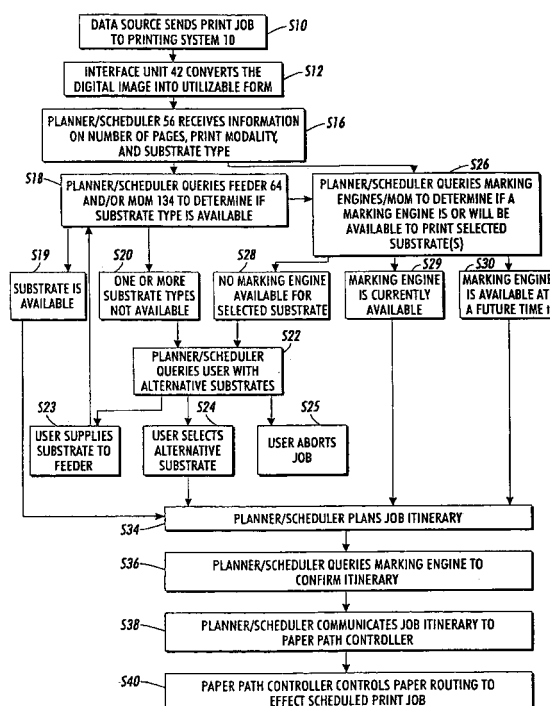 DATA SOURCE SENDS PRINT JOB
TO PRINTING SYSTEM 10
S10
INTERFACE UNIT 42 CONVERTS THE
DIGITAL IMAGE INTO UTILIZABLE FORM
S12
PLANNER/SCHEDULER 56 RECEIVES INFORMATION
ON NUMBER OF PAGES, PRINT MODALITY,
AND SUBSTRATE TYPE
S16
S18
PLANNER/SCHEDULER QUERIES FEEDER 64
AND/OR MOM 134 TO DETERMINE IF
SUBSTRATE TYPE IS AVAILABLE
S26
PLANNER/SCHEDULER QUERIES MARKING
ENGINES/MOM TO DETERMINE IF A
MARKING ENGINE IS OR WILL BE
AVAILABLE TO PRINT SELECTED
SUBSTRATE(S)
S19
SUBSTRATE IS
AVAILABLE
S20
ONE OR MORE
SUBSTRATE TYPES
NOT AVAILABLE
S28
NO MARKING ENGINE
AVAILABLE FOR
SELECTED SUBSTRATE
S29
MARKING ENGINE
IS CURRENTLY
AVAILABLE
S30
MARKING ENGINE
IS AVAILABLE AT
A FUTURE TIME
S22
PLANNER/SCHEDULER
QUERIES USER WITH
ALTERNATIVE SUBSTRATES
S23
USER SUPPLIES
SUBSTRATE TO
FEEDER
S24
USER SELECTS
ALTERNATIVE
SUBSTRATE
S25
USER ABORTS
JOB
S34
PLANNER/SCHEDULER PLANS JOB ITINERARY
S36
PLANNER/SCHEDULER QUERIES MARKING ENGINE TO
CONFIRM ITINERARY
S38
PLANNER/SCHEDULER COMMUNICATES JOB ITINERARY TO
PAPER PATH CONTROLLER
S40
PAPER PATH CONTROLLER CONTROLS PAPER ROUTING TO
EFFECT SCHEDULED PRINT JOB